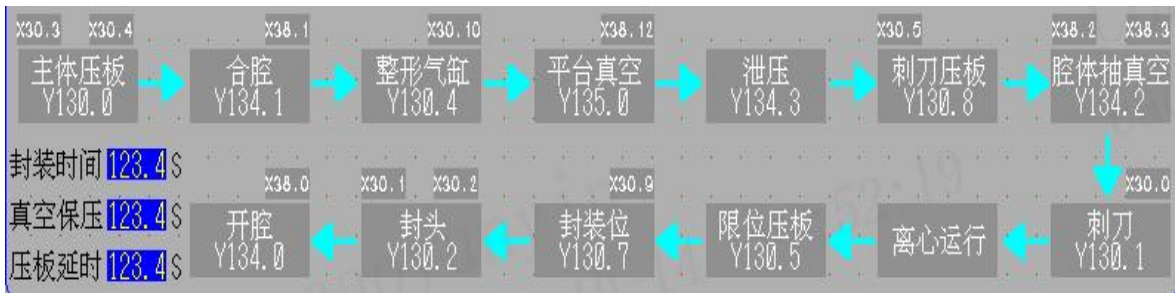 X30.3 X30.4 X38.1 X30.10 X38.12 X30.5 X38.2 X38.3
主体压板 合腔 整形气缸 平台真空 泄压 刺刀压板 腔体抽真空
Y130.0 Y134.1 Y130.4 Y135.0 Y134.3 Y130.8 Y134.2
封装时间 123.4 S
X38.0 X30.1 X30.2 X30.9 X30.0
真空保压 123.4 S
开腔 封头 封装位 限位压板 离心运行 刺刀
Y134.0 Y130.2 Y130.7 Y130.5 Y130.1
压板延时 123.4 S